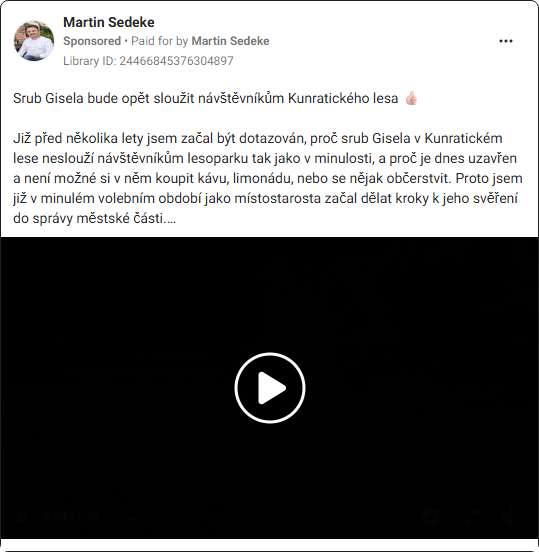 Martin Sedeke
Sponsored • Paid for by Martin Sedeke
Library ID: 24466845376304897
Srub Gisela bude opět sloužit návštěvníkům Kunratického lesa 👍🏻
Již před několika lety jsem začal být dotazován, proč srub Gisela v Kunratickém
lese neslouží návštěvníkům lesoparku tak jako v minulosti, a proč je dnes uzavřen
a není možné si v něm koupit kávu, limonádu, nebo se nějak občerstvit. Proto jsem
již v minulém volebním období jako místostarosta začal dělat kroky k jeho svěření
do správy městské části....